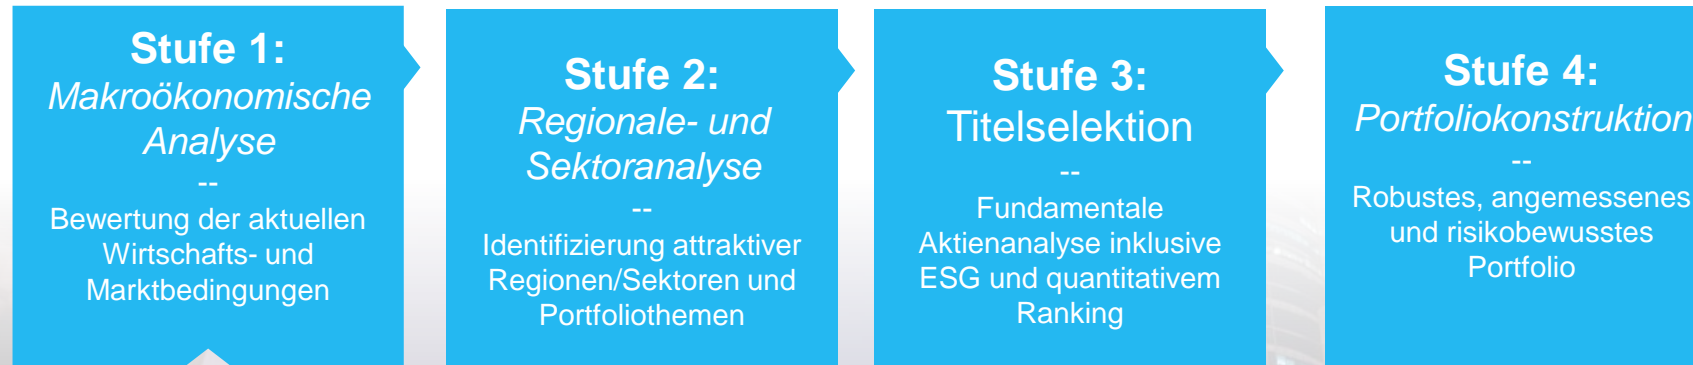 Stufe 1:
Makroökonomische
Analyse
--
Bewertung der aktuellen
Wirtschafts- und
Marktbedingungen
Stufe 2:
Regionale- und
Sektoranalyse
--
Identifizierung attraktiver
Regionen/Sektoren und
Portfoliothemen
Stufe 3:
Titelselektion
--
Fundamentale
Aktienanalyse inklusive
ESG und quantitativem
Ranking
Stufe 4:
Portfoliokonstruktion
--
Robustes, angemessenes
und risikobewusstes
Portfolio